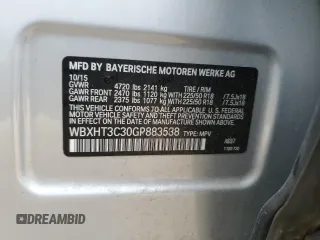 MFD. BY BAYERISCHE MOTOREN WERKE AG
10/15
GVWR 4720 lbs 2141 kg TIRE / RIM
GAWR FRONT 2470 lbs 1120 kg 225/50 R18 /7.5Jx18
GAWR REAR 2375 lbs 1077 kg 225/50 R18 /7.5Jx18
THIS VEHICLE CONFORMS TO ALL APPLICABLE
U. S. FEDERAL MOTOR VEHICLE SAFETY, BUMPER,
AND THEFT PREVENTION STANDARDS IN EFFECT ON THE
DATE OF MANUFACTURE SHOWN ABOVE.
WBXHT3C30GP883538 TYPE: MPV
DREAMBID